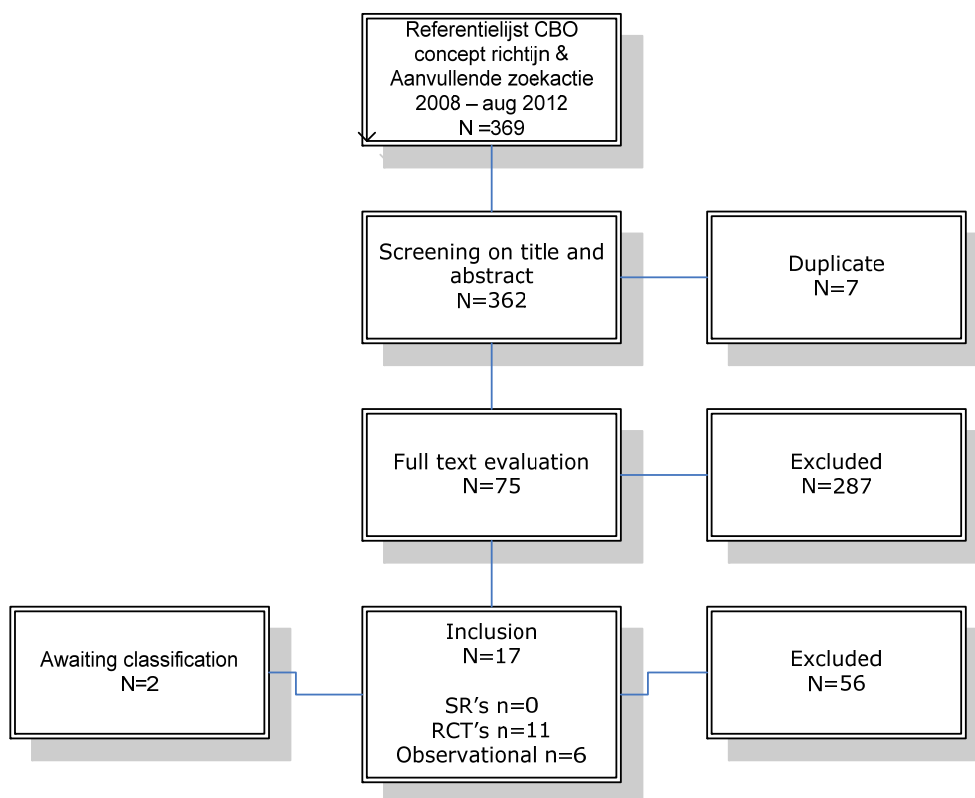 Referentielijst CBO
concept richtijn &
Aanvullende zoekactie
2008 – aug 2012
N =369
Screening on title and
abstract
N=362
Duplicate
N=7
Full text evaluation
N=75
Excluded
N=287
Awaiting classification
N=2
Inclusion
N=17
SR's n=0
RCT's n=11
Observational n=6
Excluded
N=56